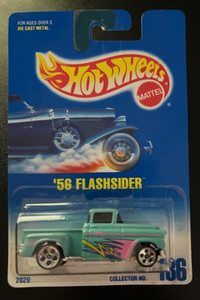 FOR AGES OVER 3
DIE CAST METAL
Hot Wheels
MATTEL
'56 FLASHSIDER
2029
COLLECTOR NO.
136